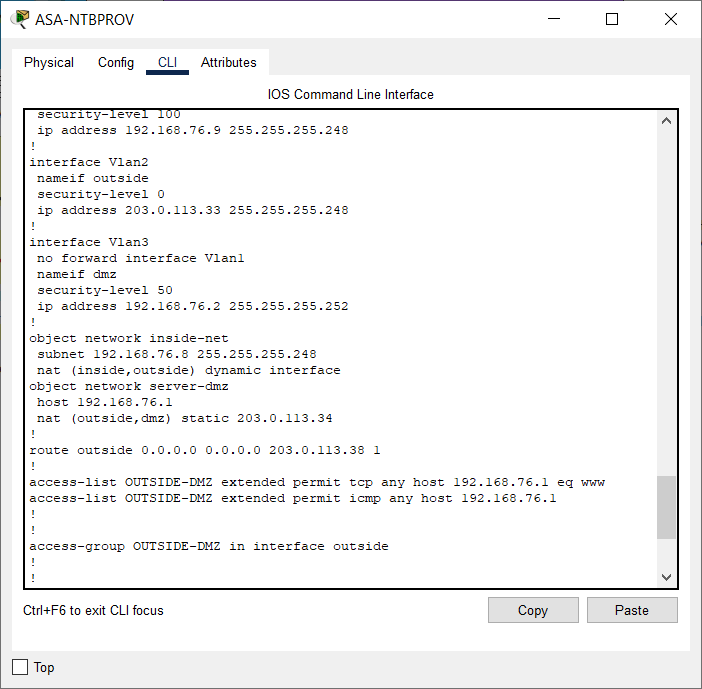 ASA-NTBPROV
Physical Config CLI Attributes
IOS Command Line Interface
security-level 100
ip address 192.168.76.9 255.255.255.248
!
interface Vlan2
nameif outside
security-level 0
ip address 203.0.113.33 255.255.255.248
!
interface Vlan3
no forward interface Vlan1
nameif dmz
security-level 50
ip address 192.168.76.2 255.255.255.252
!
object network inside-net
subnet 192.168.76.8 255.255.255.248
nat (inside,outside) dynamic interface
object network server-dmz
host 192.168.76.1
nat (outside,dmz) static 203.0.113.34
!
route outside 0.0.0.0 0.0.0.0 203.0.113.38 1
!
access-list OUTSIDE-DMZ extended permit tcp any host 192.168.76.1 eq www
access-list OUTSIDE-DMZ extended permit icmp any host 192.168.76.1
!
!
access-group OUTSIDE-DMZ in interface outside
!
!
Ctrl+F6 to exit CLI focus
Copy Paste
Top